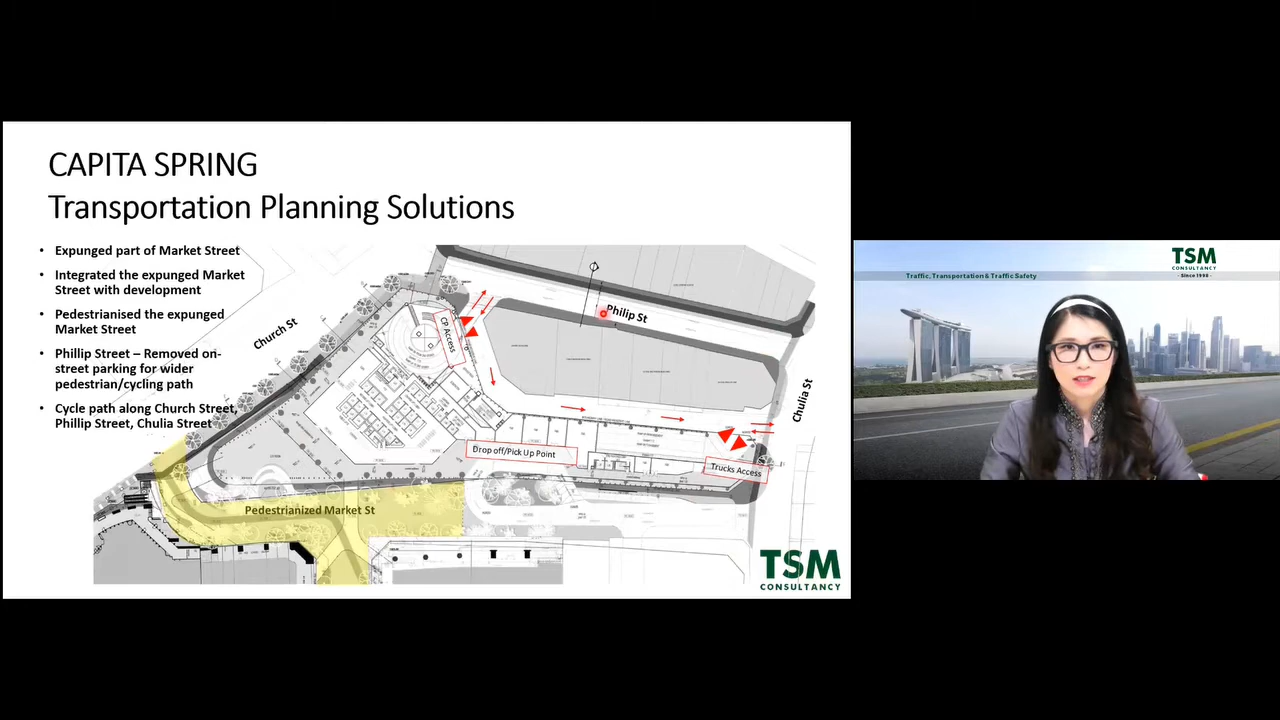 CAPITA SPRING
Transportation Planning Solutions
• Expunged part of Market Street
• Integrated the expunged Market
Street with development
• Pedestrianised the expunged
Market Street
• Phillip Street – Removed on-
street parking for wider
pedestrian/cycling path
• Cycle path along Church Street,
Phillip Street, Chulia Street
Church St
CP Access
Philip St
Chulia St
Drop off/Pick Up Point
Trucks Access
Pedestrianized Market St
TSM
CONSULTANCY
Traffic, Transportation & Traffic Safety
TSM
CONSULTANCY
- Since 1998 -